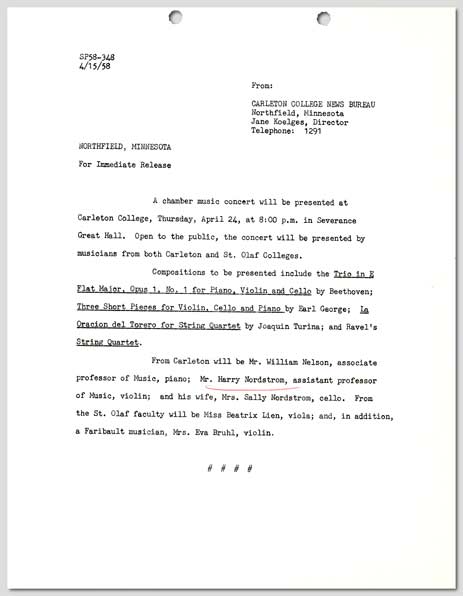 SP58-348
4/15/58
From:
CARLETON COLLEGE NEWS BUREAU
Northfield, Minnesota
Jane Koelges, Director
Telephone: 1291
NORTHFIELD, MINNESOTA
For Immediate Release
A chamber music concert will be presented at
Carleton College, Thursday, April 24, at 8:00 p.m. in Severance
Great Hall. Open to the public, the concert will be presented by
musicians from both Carleton and St. Olaf Colleges.
Compositions to be presented include the Trio in E
Flat Major, Opus 1, No. 1 for Piano, Violin and Cello by Beethoven;
Three Short Pieces for Violin, Cello and Piano by Earl George; La
Oracion del Torero for String Quartet by Joaquin Turina; and Ravel's
String Quartet.
From Carleton will be Mr. William Nelson, associate
professor of Music, piano; Mr. Harry Nordstrom, assistant professor
of Music, violin; and his wife, Mrs. Sally Nordstrom, cello. From
the St. Olaf faculty will be Miss Beatrix Lien, viola; and, in addition,
a Faribault musician, Mrs. Eva Bruhl, violin.
# # # #